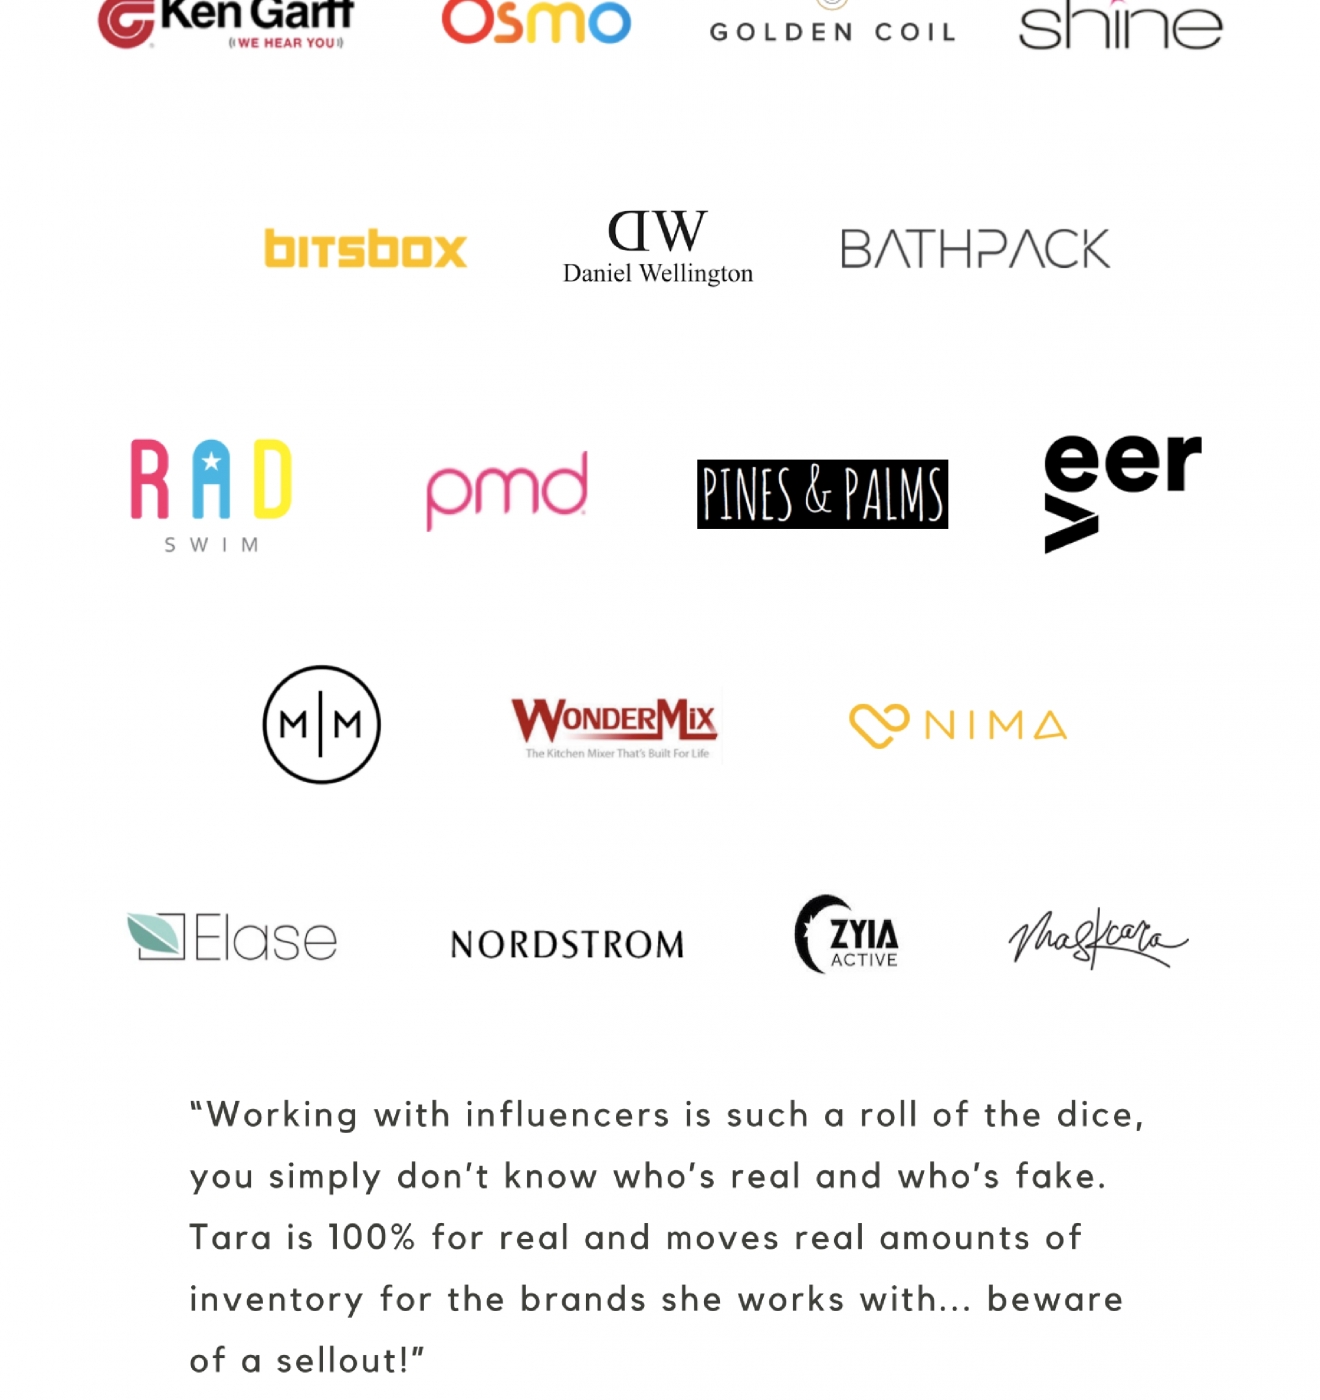 Ken Garff
WE HEAR YOU
osmo
GOLDEN COIL
shine
bitsbox
DW
Daniel Wellington
BATHPACK
RAD
SWIM
pmd
PINES & PALMS
veer
M|M
WONDERMIX
The Kitchen Mixer That's Built For Life
NIMA
Elase
NORDSTROM
ZYIA
ACTIVE
maskcara
“Working with influencers is such a roll of the dice,
you simply don’t know who’s real and who’s fake.
Tara is 100% for real and moves real amounts of
inventory for the brands she works with... beware
of a sellout!”